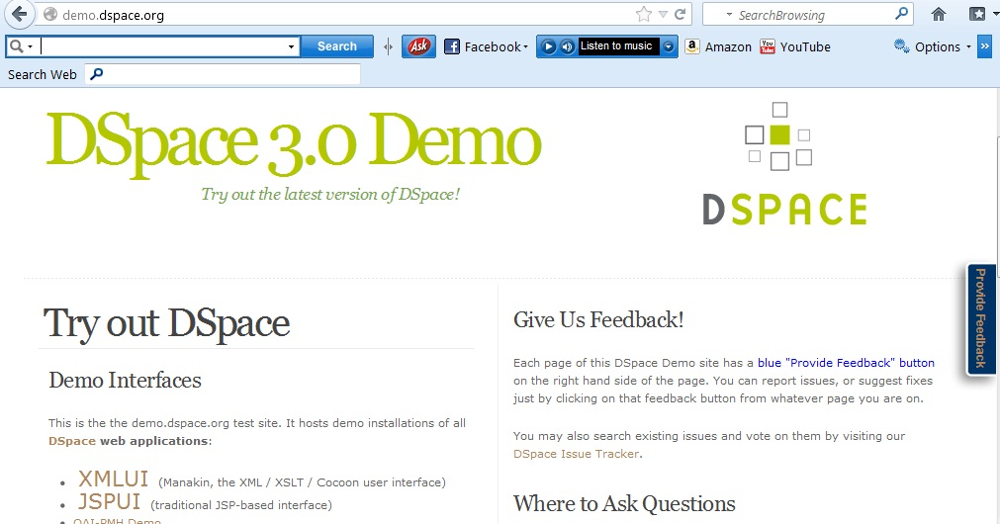 demo.dspace.org
SearchBrowsing
Search
Ask
Facebook
Listen to music
Amazon
You Tube
YouTube
Options
Search Web
DSpace 3.0 Demo
Try out the latest version of DSpace!
DSPACE
Provide Feedback
Try out DSpace
Demo Interfaces
This is the the demo.dspace.org test site. It hosts demo installations of all
DSpace web applications:
XMLUI (Manakin, the XML / XSLT / Cocoon user interface)
JSPUI (traditional JSP-based interface)
OAI-PMH Demo
Give Us Feedback!
Each page of this DSpace Demo site has a blue "Provide Feedback" button
on the right hand side of the page. You can report issues, or suggest fixes
just by clicking on that feedback button from whatever page you are on.
You may also search existing issues and vote on them by visiting our
DSpace Issue Tracker.
Where to Ask Questions